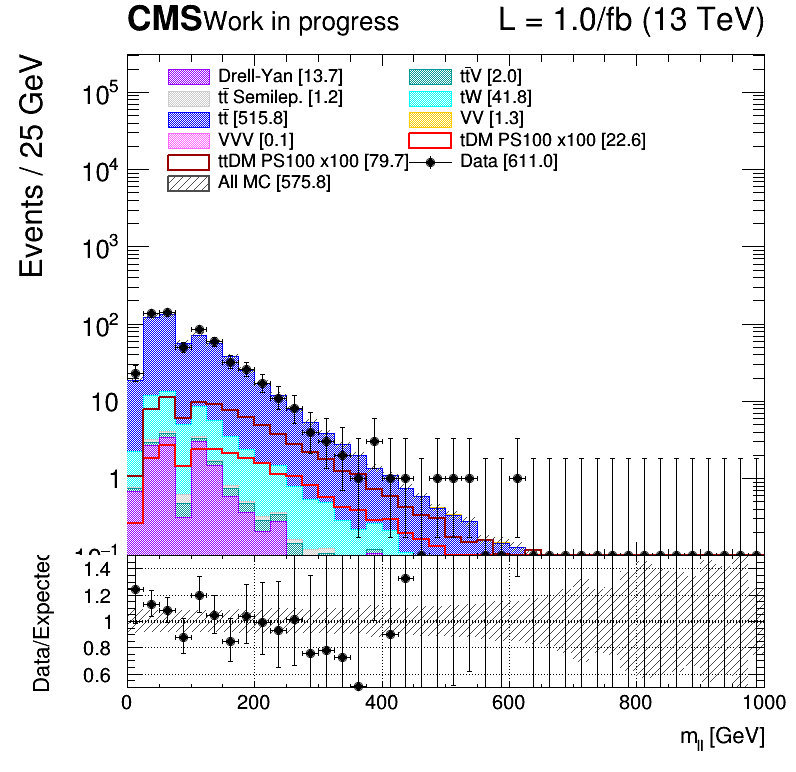 CMS Work in progress L = 1.0/fb (13 TeV)
Events / 25 GeV
Drell-Yan [13.7] tt̄V [2.0]
tt̄ Semilep. [1.2] tW [41.8]
tt̄ [515.8] VV [1.3]
VVV [0.1] tDM PS100 x100 [22.6]
ttDM PS100 x100 [79.7] Data [611.0]
All MC [575.8]
10⁵
10⁴
10³
10²
10
1
10⁻¹
Data/Expected
1.4
1.2
1
0.8
0.6
0 200 400 600 800 1000
m_ll [GeV]